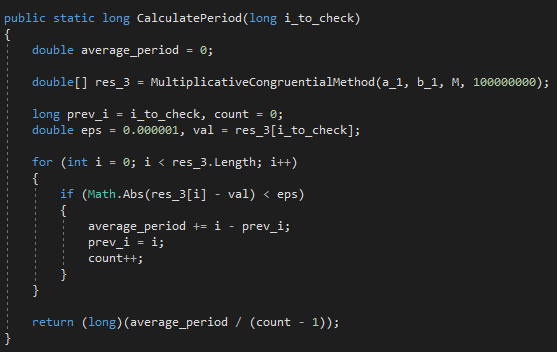 public static long CalculatePeriod(long i_to_check)
{
double average_period = 0;
double[] res_3 = MultiplicativeCongruentialMethod(a_1, b_1, M, 100000000);
long prev_i = i_to_check, count = 0;
double eps = 0.000001, val = res_3[i_to_check];
for (int i = 0; i < res_3.Length; i++)
{
if (Math.Abs(res_3[i] - val) < eps)
{
average_period += i - prev_i;
prev_i = i;
count++;
}
}
return (long)(average_period / (count - 1));
}